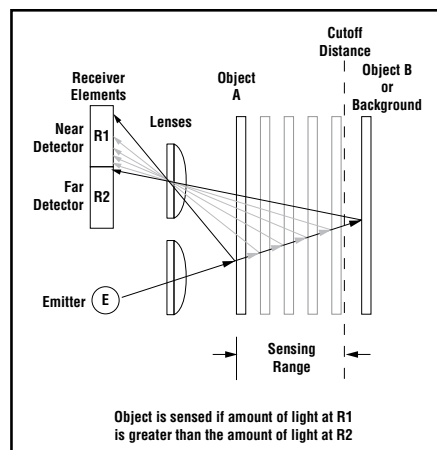 Cutoff
Distance
Receiver
Elements
Object
A
Object B
or
Background
Lenses
Near
Detector
R1
Far
Detector
R2
Emitter
E
Sensing
Range
Object is sensed if amount of light at R1
is greater than the amount of light at R2